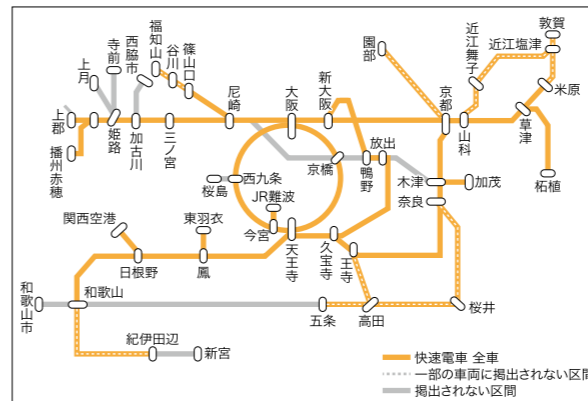 敦賀
近江塩津
近江舞子
園部
福知山
西脇市
寺前
上月
谷川
篠山口
米原
尼崎
大阪
新大阪
京都
山科
草津
上郡
姫路
加古川
三ノ宮
播州赤穂
放出
京橋
鴨野
柘植
木津
加茂
奈良
桜島
西九条
JR難波
今宮
天王寺
久宝寺
王寺
関西空港
東羽衣
日根野
鳳
和歌山市
和歌山
五条
高田
桜井
紀伊田辺
新宮
快速電車 全車
一部の車両に掲出されない区間
掲出されない区間